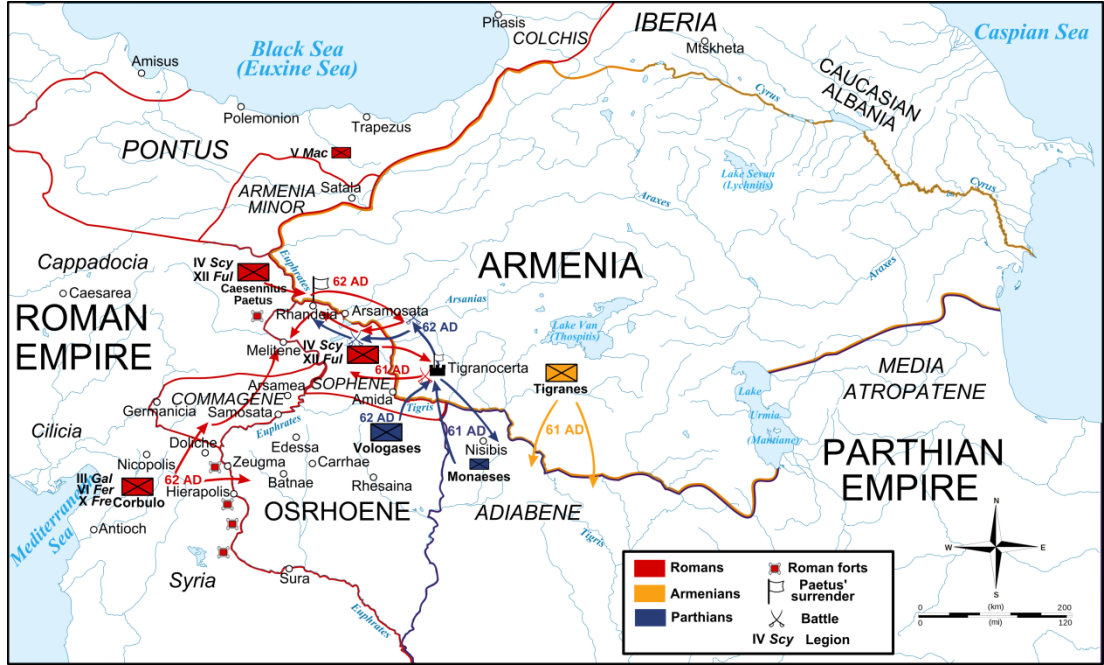 Black Sea
(Euxine Sea)
Phasis
COLCHIS
IBERIA
Mtskheta
Caspian Sea
Amisus
Polemonion
Trapezus
CAUCASIAN
ALBANIA
Cyrus
Cyrus
PONTUS
V Mac
ARMENIA
MINOR
Satala
Lake Sevan
(Lychnitis)
Araxes
Araxes
Cappadocia
Caesarea
IV Scy
XII Ful
Caesennius
Paetus
Euphrates
62 AD
ARMENIA
Arsanias
ROMAN
EMPIRE
Rhandeia
Arsamosata
62 AD
Lake Van
(Thospitis)
Melitene
IV Scy
XII Ful
61 AD
Tigranocerta
Tigranes
61 AD
SOPHENE
Arsamea
COMMAGENE
Samosata
Amida
Tigris
Germanicia
Euphrates
62 AD
Vologases
61 AD
Nisibis
Monaeses
Lake
Urmia
(Mantiane)
MEDIA
ATROPATENE
PARTHIAN
EMPIRE
Cilicia
Doliche
Nicopolis
Zeugma
Edessa
Carrhae
Batnae
Rhesaina
III Gal
VI Fer
X Fre
Corbulo
62 AD
Hierapolis
OSRHOENE
ADIABENE
Tigris
Mediterranean
Sea
Antioch
Syria
Sura
Euphrates
Romans
Armenians
Parthians
Roman forts
Paetus'
surrender
Battle
IV Scy Legion
N
W
E
S
0 (km) 200
0 (mi) 120